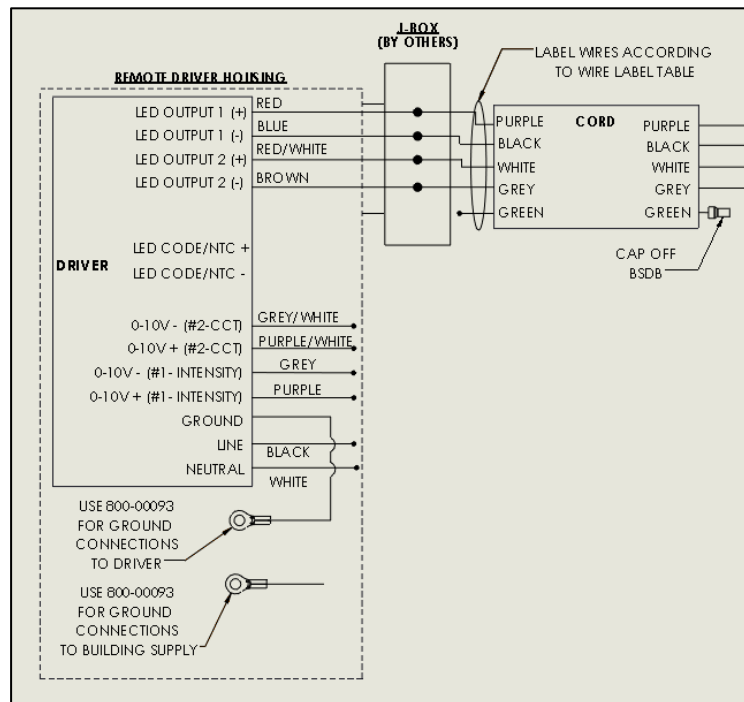 J-BOX
(BY OTHERS)
LABEL WIRES ACCORDING
TO WIRE LABEL TABLE
REMOTE DRIVER HOUSING
LED OUTPUT 1 (+)
RED
LED OUTPUT 1 (-)
BLUE
LED OUTPUT 2 (+)
RED/WHITE
LED OUTPUT 2 (-)
BROWN
PURPLE
CORD
PURPLE
BLACK
BLACK
WHITE
WHITE
GREY
GREY
GREEN
GREEN
CAP OFF
BSDB
LED CODE/NTC +
DRIVER
LED CODE/NTC -
0-10V - (#2-CCT)
GREY/WHITE
0-10V + (#2-CCT)
PURPLE/WHITE
0-10V - (#1- INTENSITY)
GREY
0-10V + (#1- INTENSITY)
PURPLE
GROUND
LINE
BLACK
NEUTRAL
WHITE
USE 800-00093
FOR GROUND
CONNECTIONS
TO DRIVER
USE 800-00093
FOR GROUND
CONNECTIONS
TO BUILDING SUPPLY